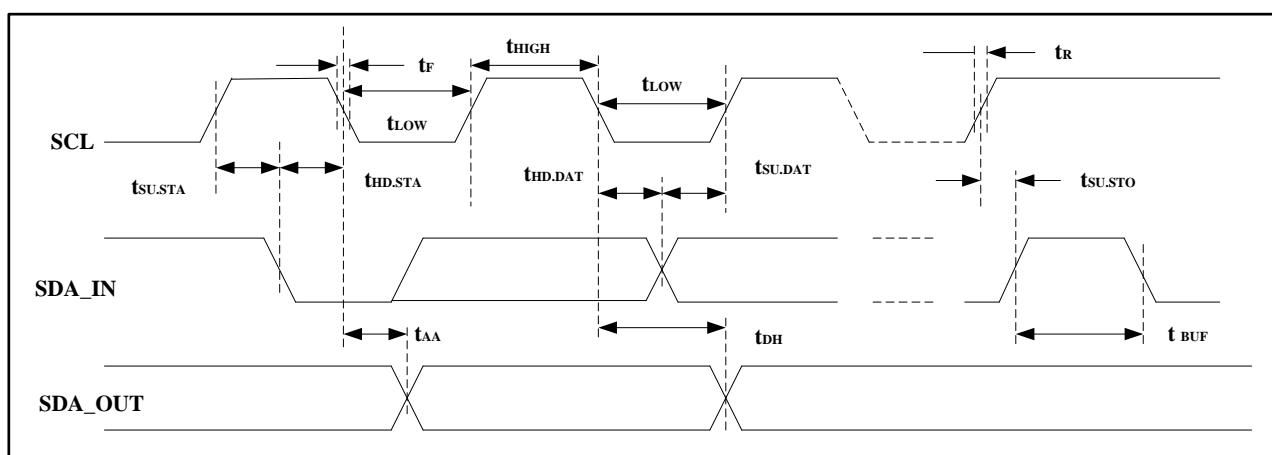 tF
tHIGH
tR
tLOW
SCL
tLOW
tSU.STA
tHD.STA
tHD.DAT
tSU.DAT
tSU.STO
SDA_IN
tAA
tDH
t BUF
SDA_OUT